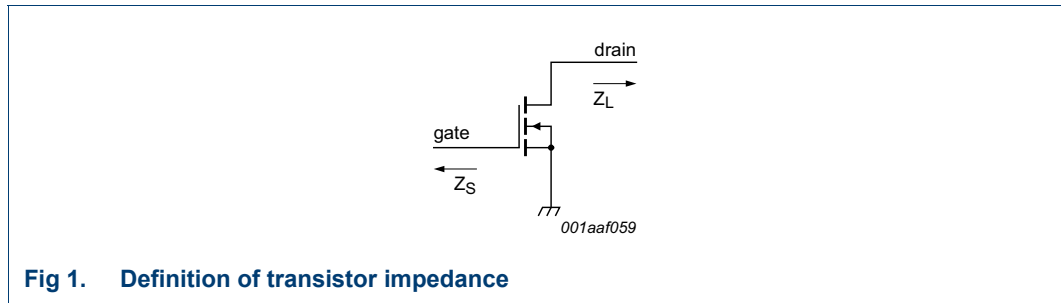 drain
Z_L
gate
Z_S
001aaf059
Fig 1. Definition of transistor impedance